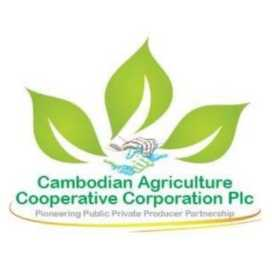 Cambodian Agriculture
Cooperative Corporation Plc
Pioneering Public Private Producer Partnership